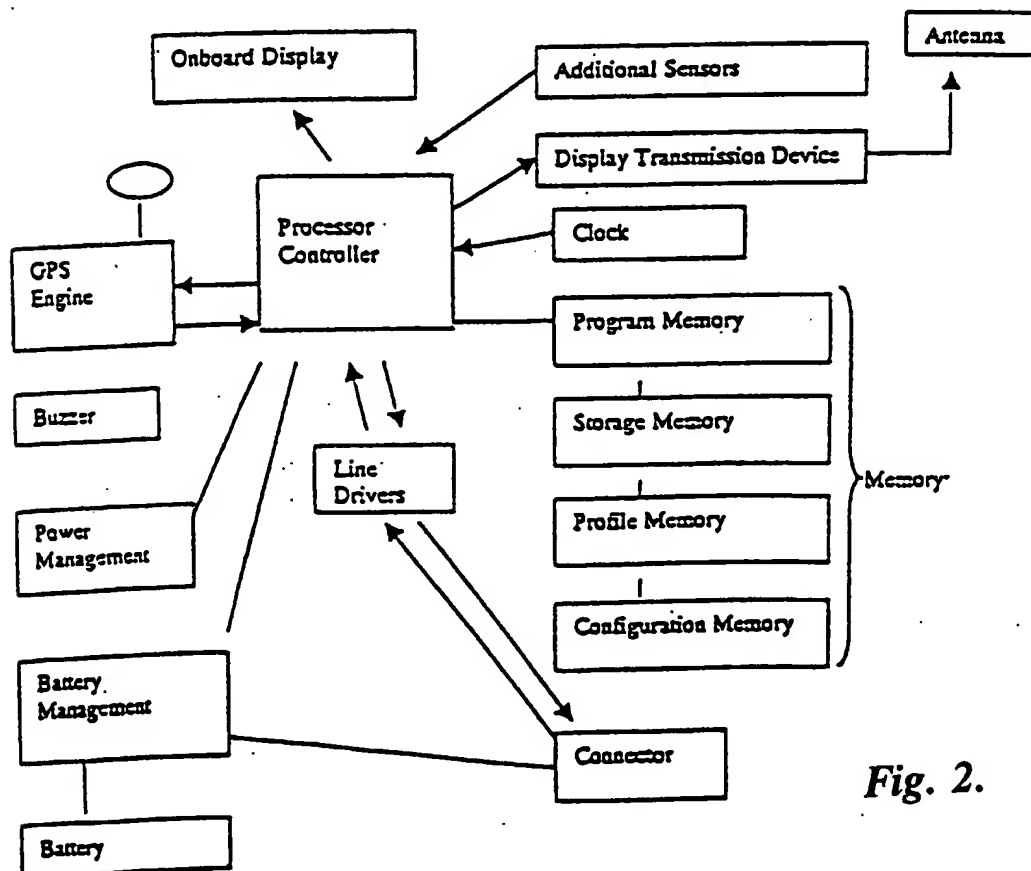 Antenna
Onboard Display
Additional Sensors
Display Transmission Device
Processor
Controller
Clock
GPS
Engine
Program Memory
Buzzer
Storage Memory
Line
Drivers
Memory
Power
Management
Profile Memory
Configuration Memory
Battery
Management
Connector
Fig. 2.
Battery